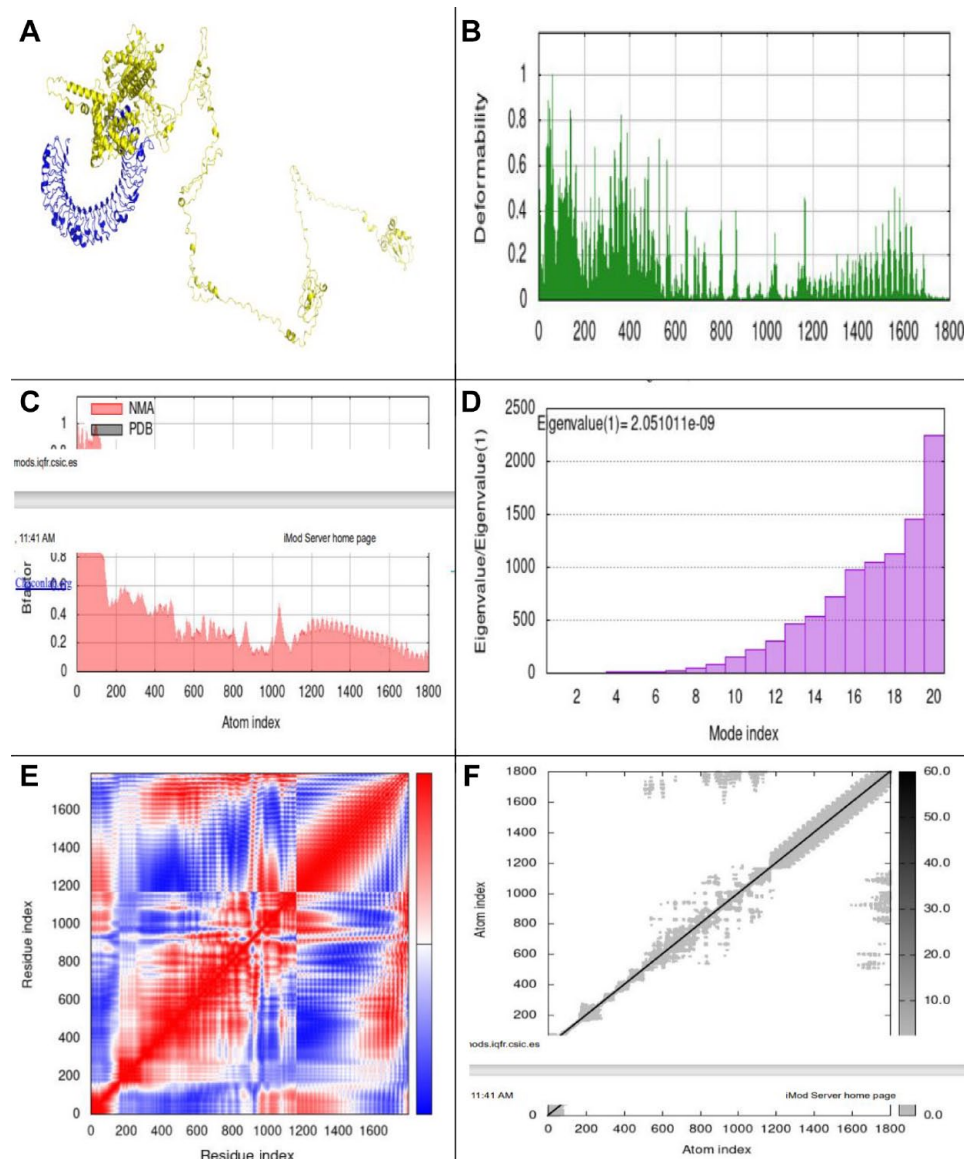 A
B
Deformability
1
0.8
0.6
0.4
0.2
0
0 200 400 600 800 1000 1200 1400 1600 1800
C
NMA
PDB
1
0.8
mods.iqfr.csic.es
, 11:41 AM iMod Server home page
0.8
0.6
0.4
0.2
0
Bfactor
Chaconlab.org
0 200 400 600 800 1000 1200 1400 1600 1800
Atom index
D
Eigenvalue(1)= 2.051011e-09
Eigenvalue/Eigenvalue(1)
2500
2000
1500
1000
500
0
2 4 6 8 10 12 14 16 18 20
Mode index
E
Residue index
1600
1400
1200
1000
800
600
400
200
0
0 200 400 600 800 1000 1200 1400 1600
Residue index
F
Atom index
1800
1600
1400
1200
1000
800
600
400
200
60.0
50.0
40.0
30.0
20.0
10.0
nods.iqfr.csic.es
11:41 AM iMod Server home page
0
0.0
0 200 400 600 800 1000 1200 1400 1600 1800
Atom index